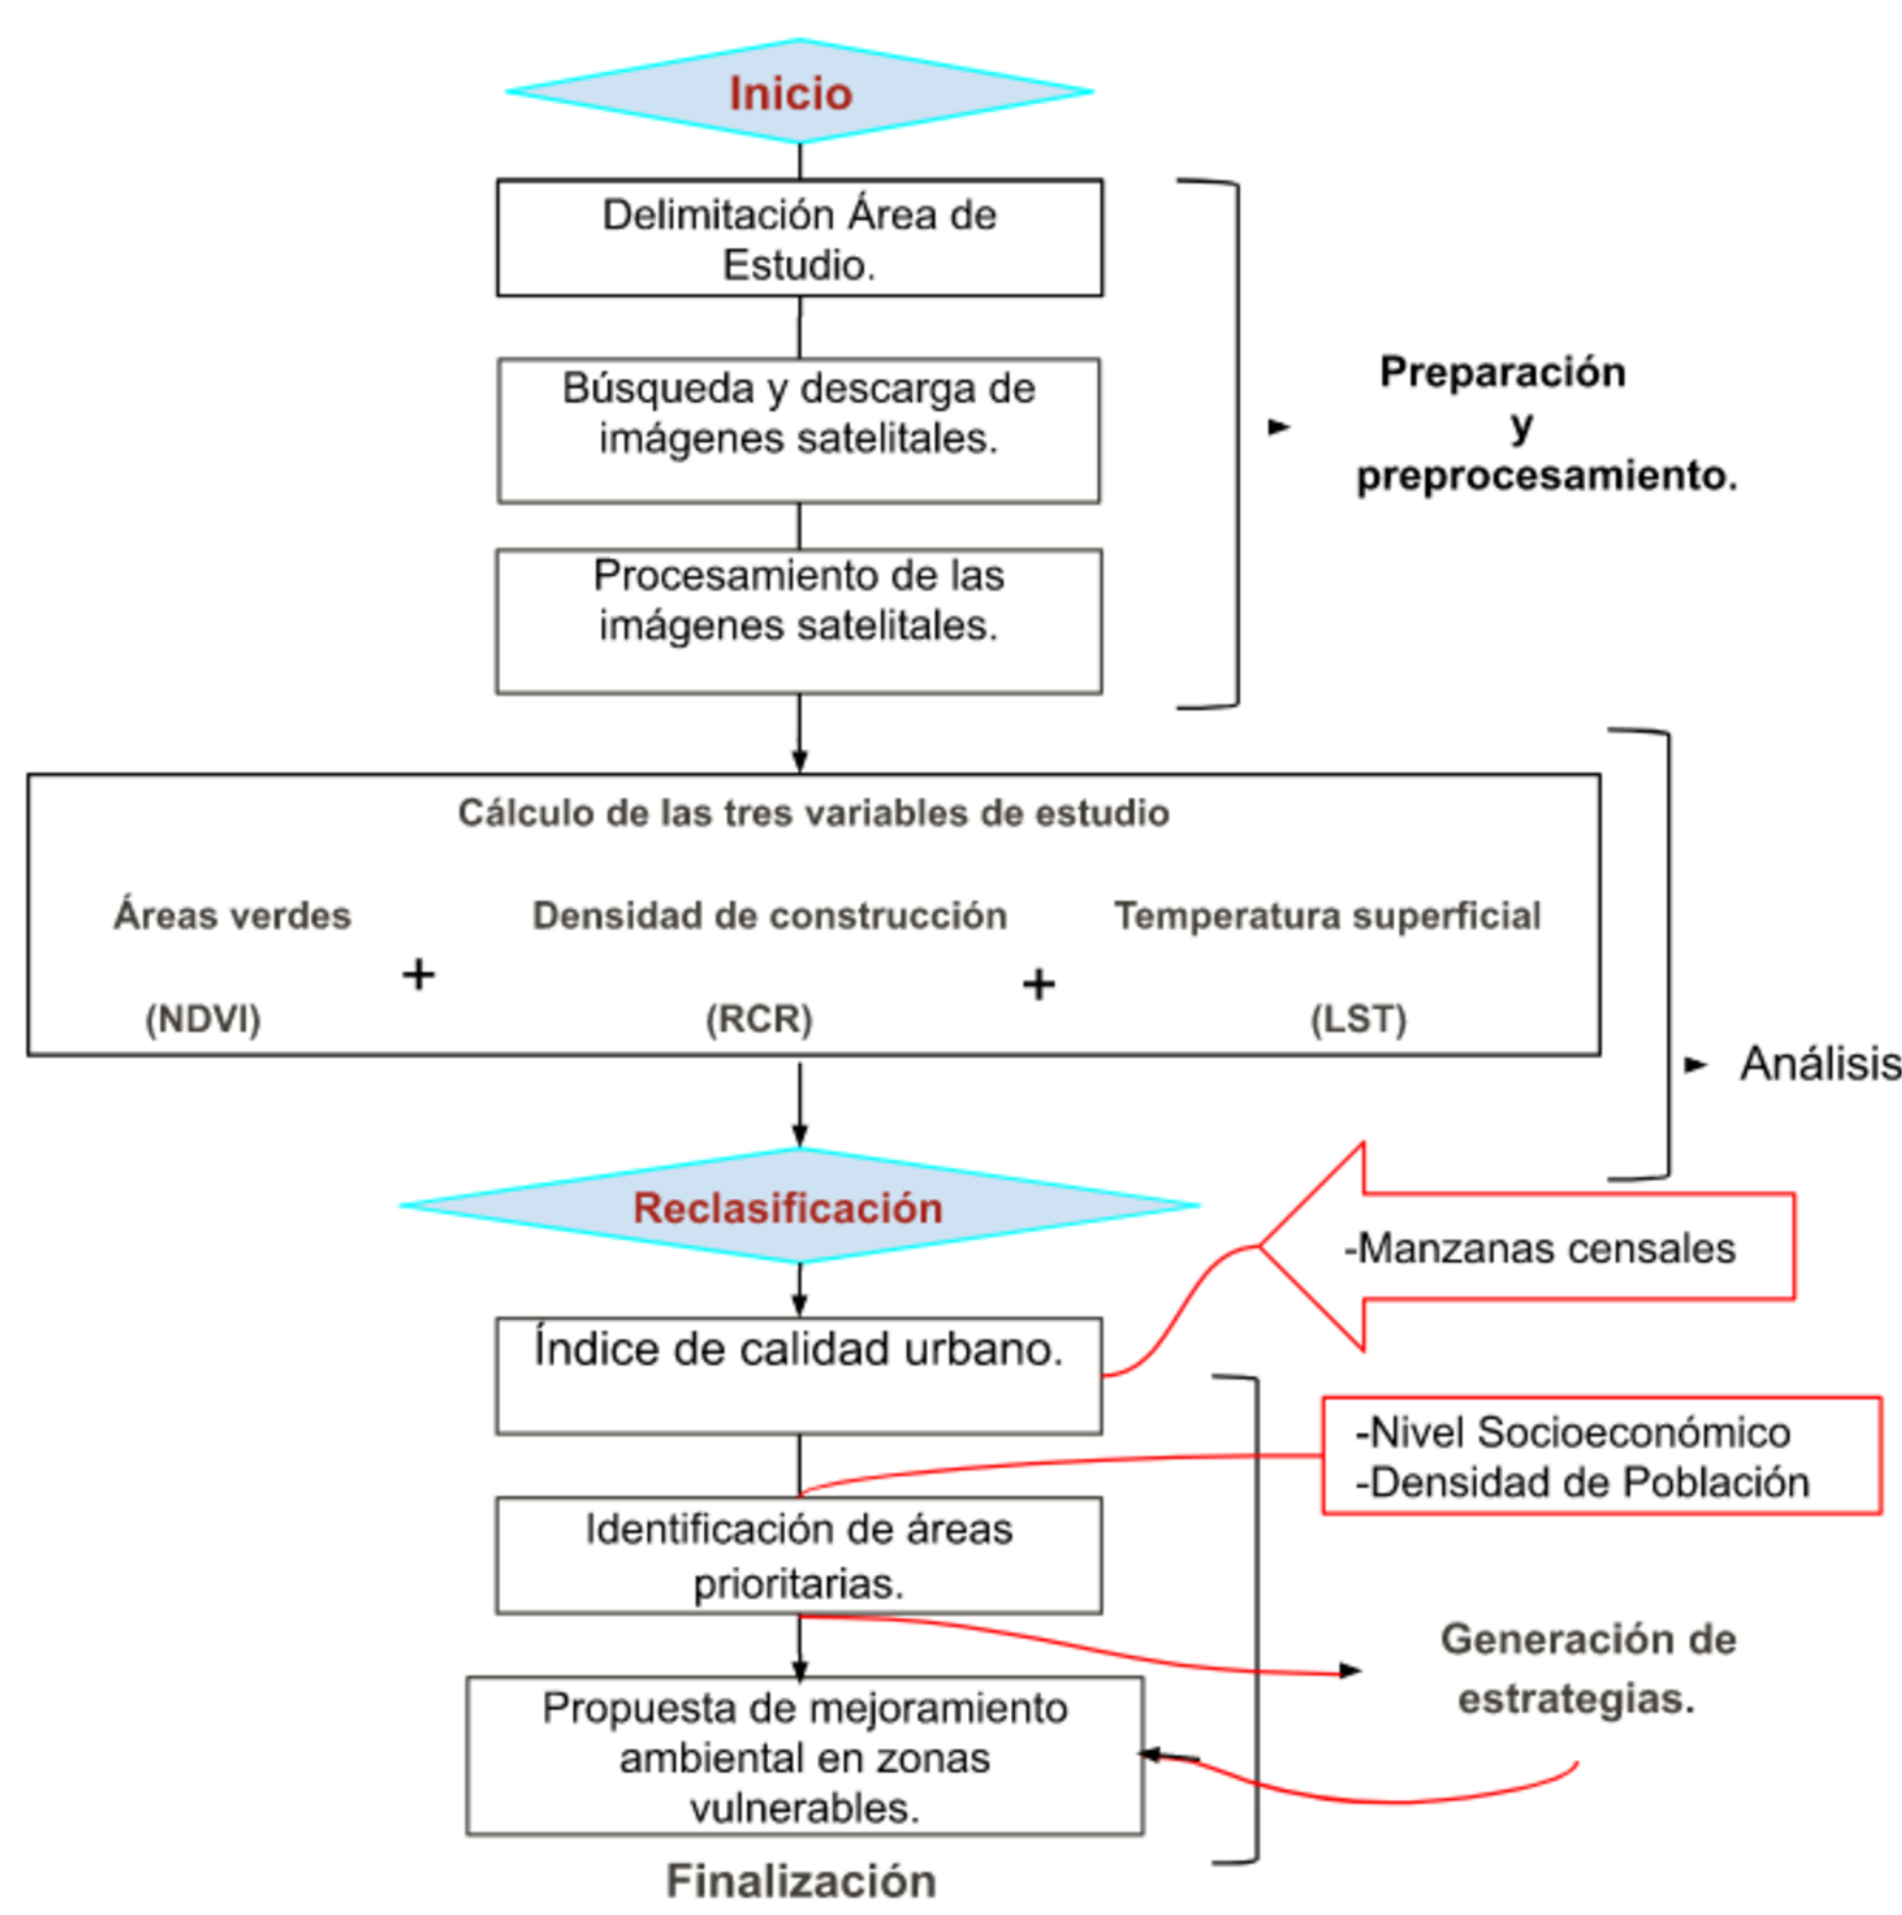 Inicio
Delimitación Área de
Estudio.
Búsqueda y descarga de
imágenes satelitales.
Procesamiento de las
imágenes satelitales.
Preparación
y
preprocesamiento.
Cálculo de las tres variables de estudio
Áreas verdes
+
(NDVI)
Densidad de construcción
+
(RCR)
Temperatura superficial
(LST)
Análisis
Reclasificación
-Manzanas censales
Índice de calidad urbano.
-Nivel Socioeconómico
-Densidad de Población
Identificación de áreas
prioritarias.
Generación de
estrategias.
Propuesta de mejoramiento
ambiental en zonas
vulnerables.
Finalización